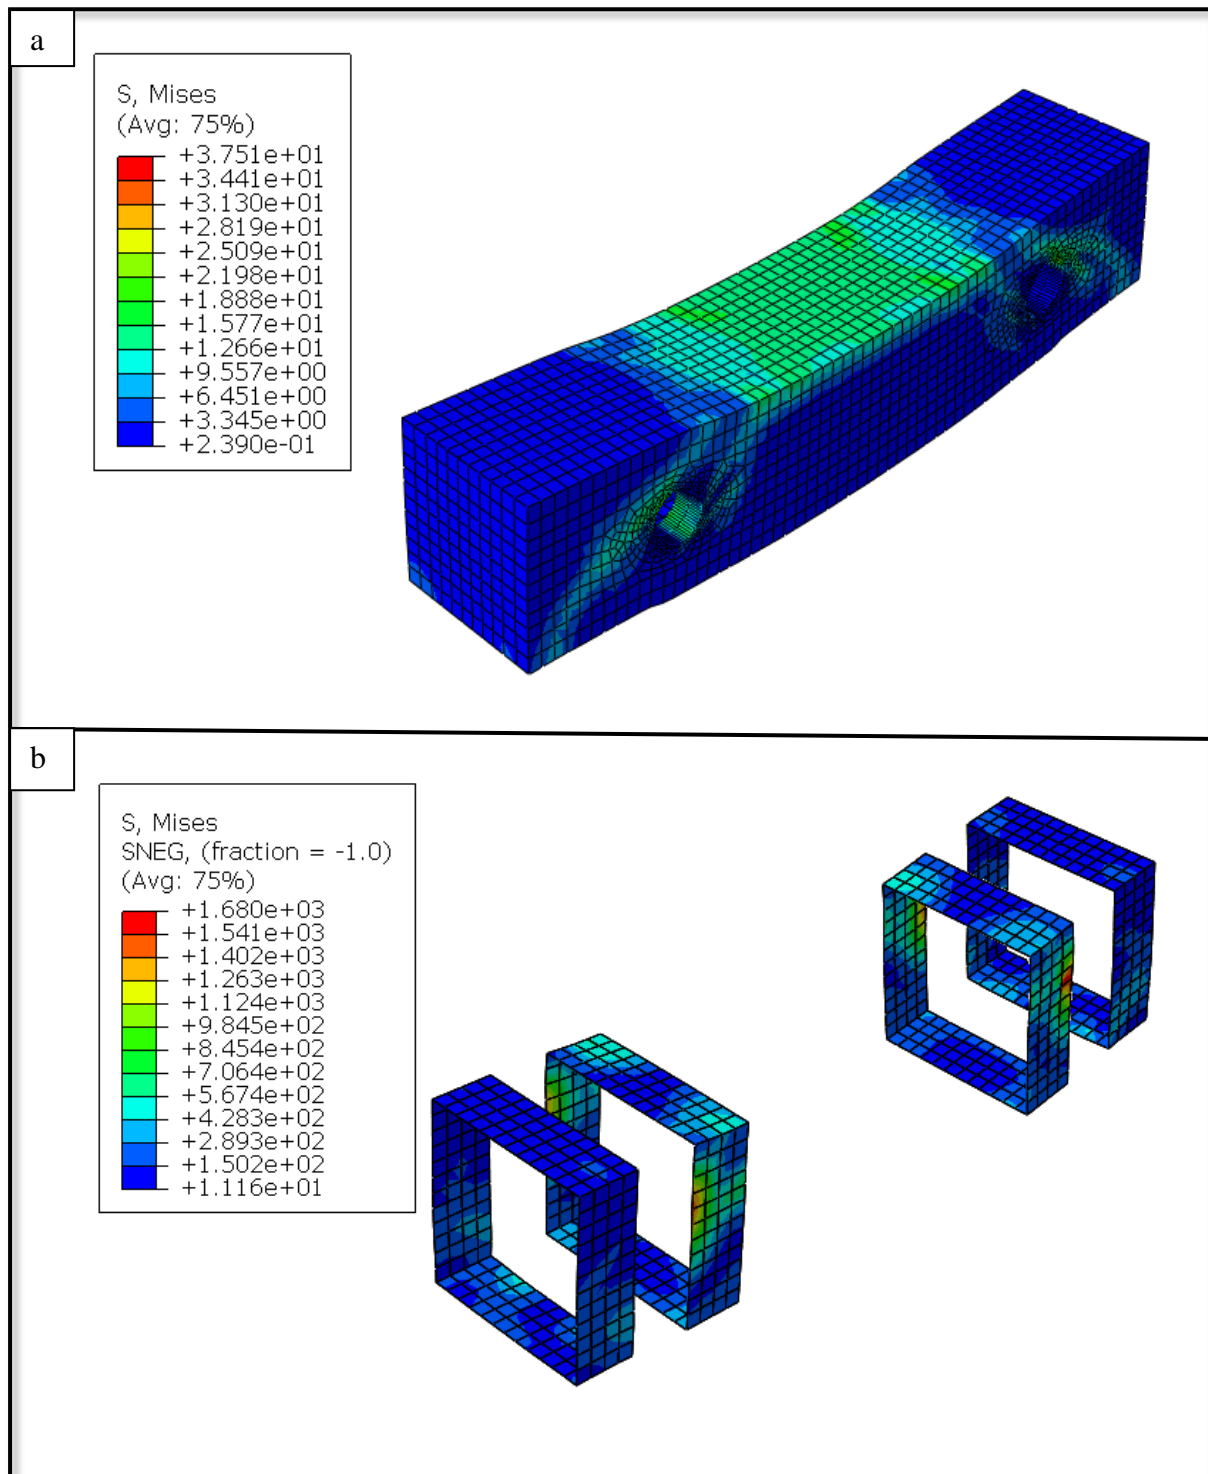 a
S, Mises
(Avg: 75%)
+3.751e+01
+3.441e+01
+3.130e+01
+2.819e+01
+2.509e+01
+2.198e+01
+1.888e+01
+1.577e+01
+1.266e+01
+9.557e+00
+6.451e+00
+3.345e+00
+2.390e-01
b
S, Mises
SNEG, (fraction = -1.0)
(Avg: 75%)
+1.680e+03
+1.541e+03
+1.402e+03
+1.263e+03
+1.124e+03
+9.845e+02
+8.454e+02
+7.064e+02
+5.674e+02
+4.283e+02
+2.893e+02
+1.502e+02
+1.116e+01